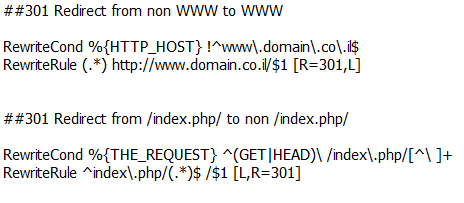 ##301 Redirect from non WWW to WWW
RewriteCond %{HTTP_HOST} !^www\.domain\.co\.il$
RewriteRule (.*) http://www.domain.co.il/$1 [R=301,L]
##301 Redirect from /index.php/ to non /index.php/
RewriteCond %{THE_REQUEST} ^(GET|HEAD)\ /index\.php/[^\ ]+
RewriteRule ^index\.php/(.*)$ /$1 [L,R=301]